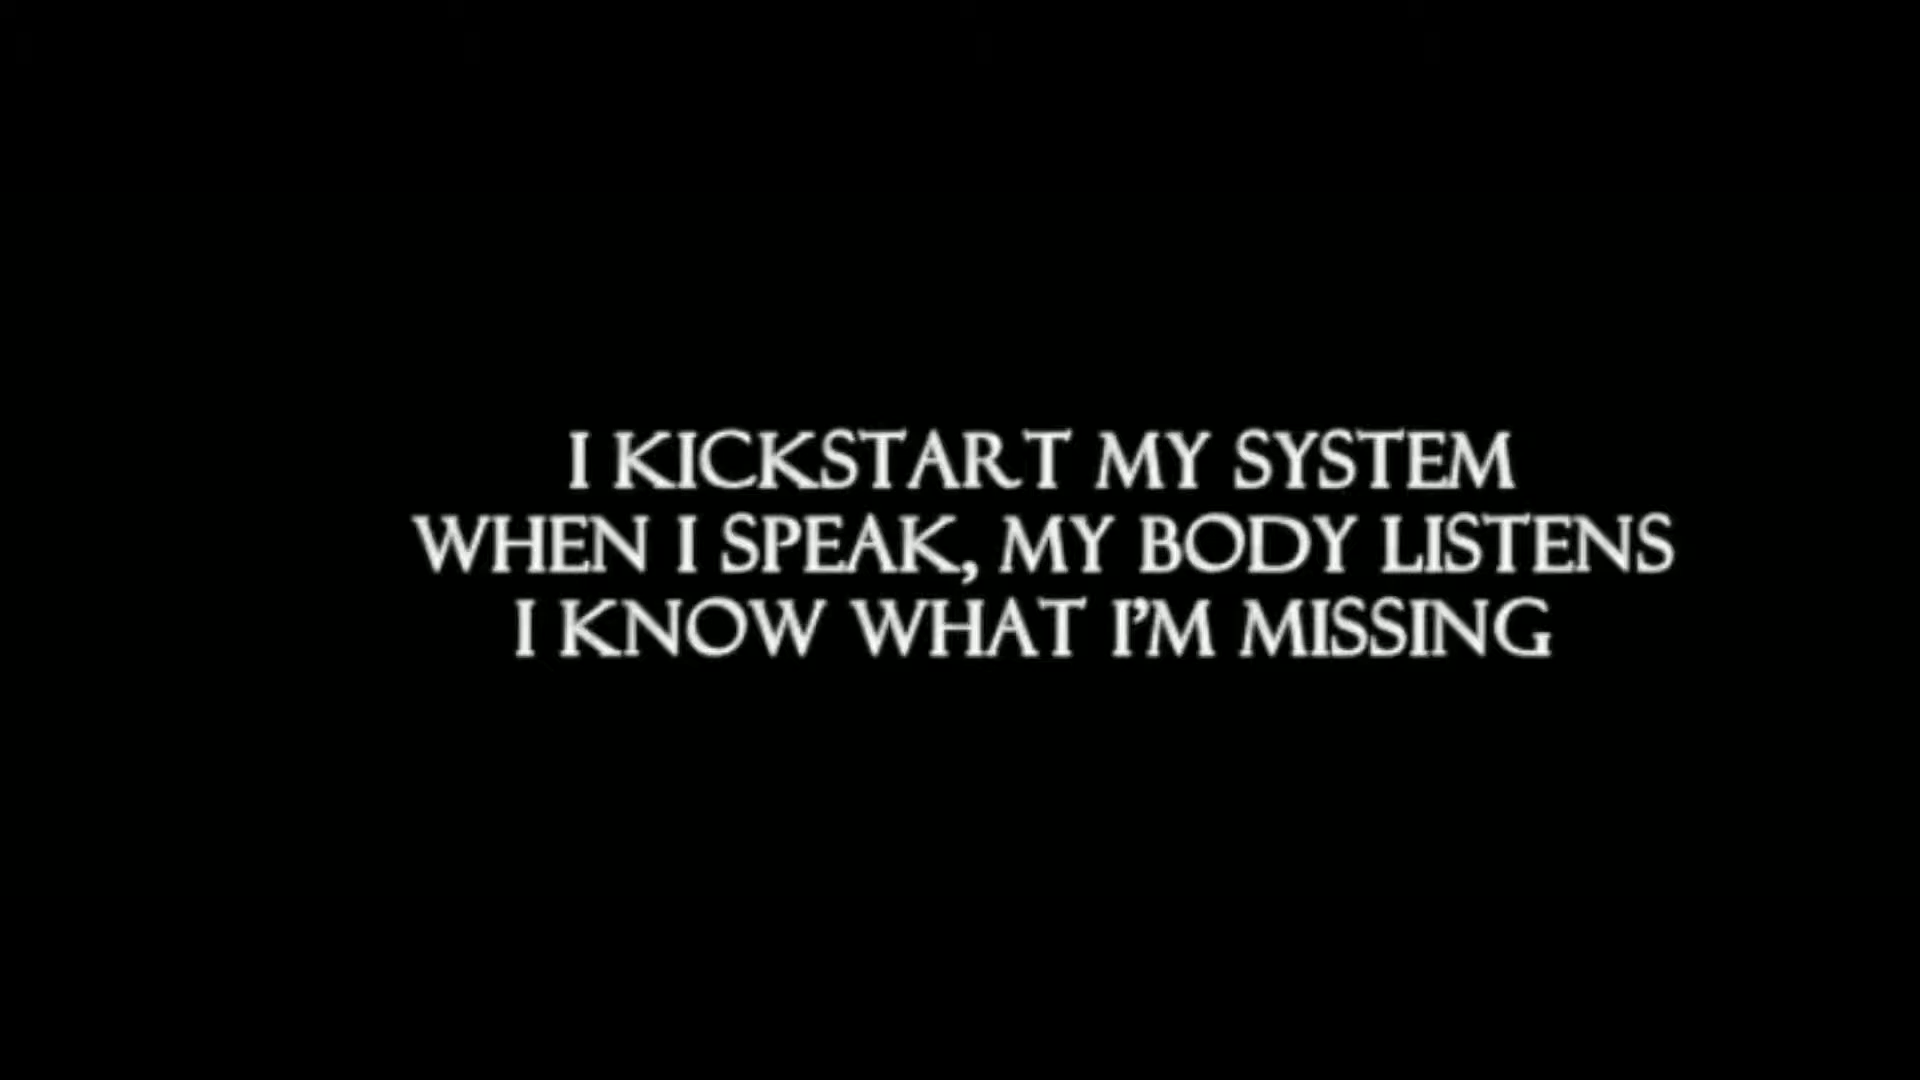 I KICKSTART MY SYSTEM
WHEN I SPEAK, MY BODY LISTENS
I KNOW WHAT I'M MISSING